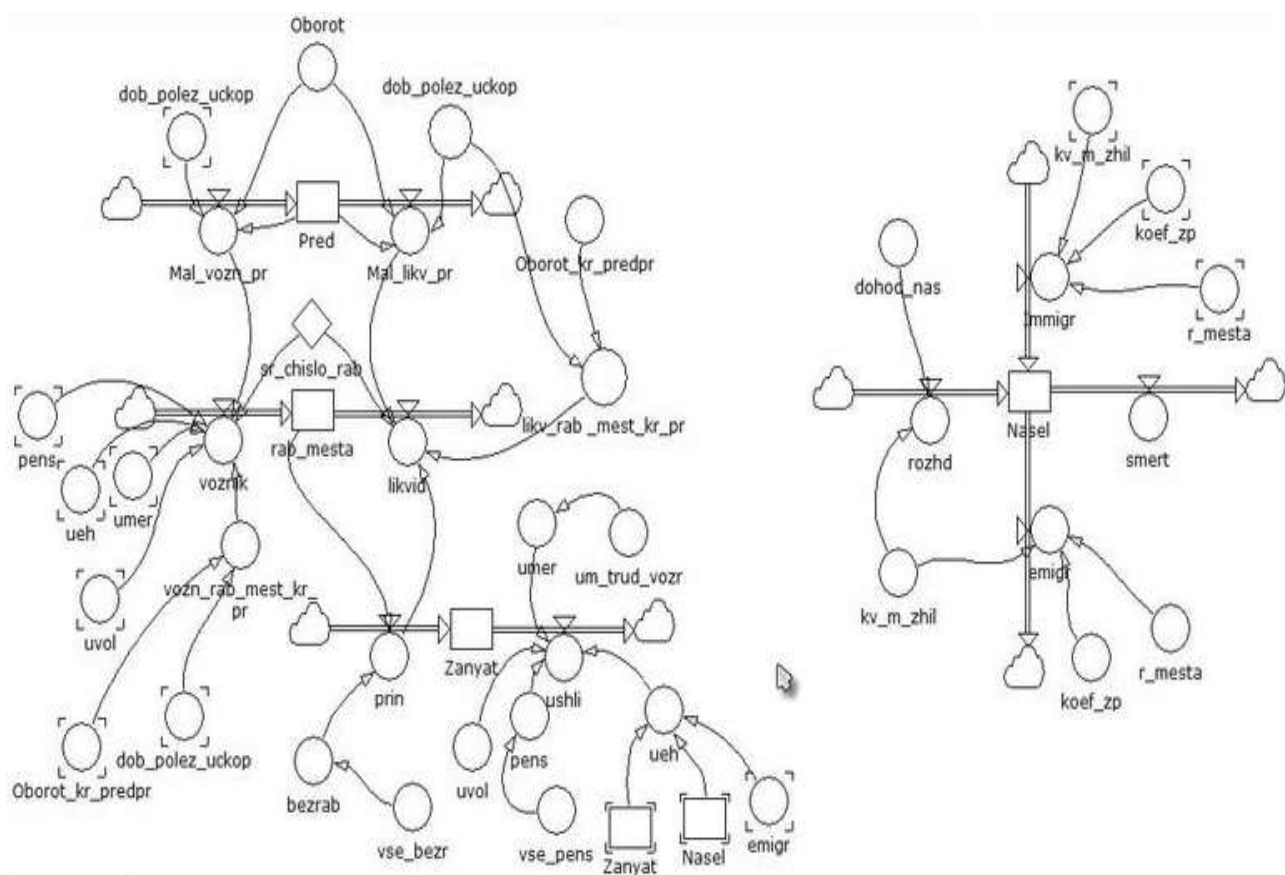 Oborot
dob_polez_uckop
dob_polez_uckop
kv_m_zhil
koef_zp
Pred
Mal_vozn_pr
Mal_likv_pr
Oborot_kr_predpr
dohod_nas
Immigr
r_mesta
sr_chislo_rab
pens
voznik
rab_mesta
likvid
likv_rab _mest_kr_pr
rozhd
Nasel
smert
ueh
umer
umer
um_trud_vozr
emigr
vozn_rab_mest_kr_
pr
kv_m_zhil
uvol
prin
Zanyat
ushli
r_mesta
koef_zp
Oborot_kr_predpr
dob_polez_uckop
bezrab
uvol
pens
ueh
vse_bezr
vse_pens
Zanyat
Nasel
emigr